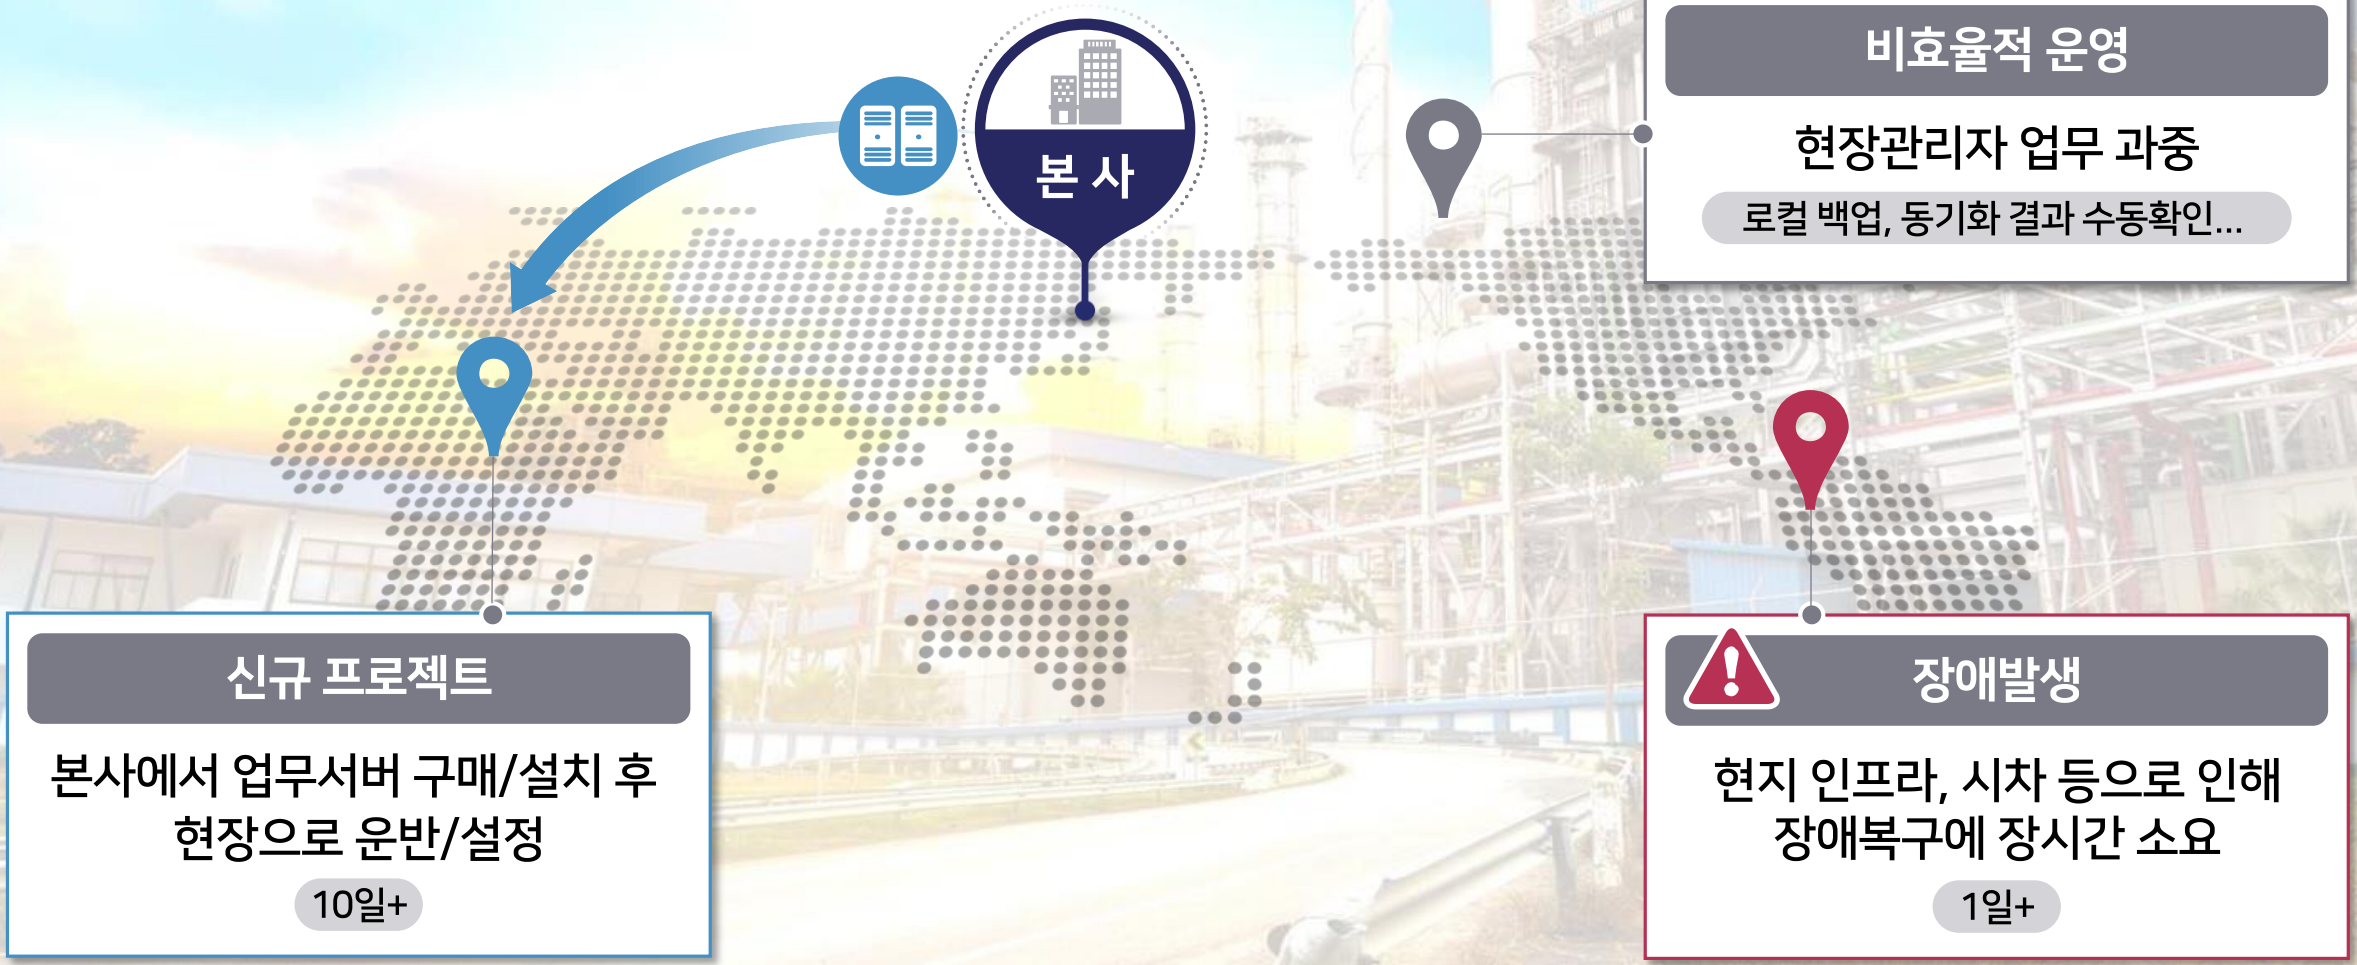 본 사
비효율적 운영
현장관리자 업무 과중
로컬 백업, 동기화 결과 수동확인...
신규 프로젝트
본사에서 업무서버 구매/설치 후
현장으로 운반/설정
10일+
장애발생
현지 인프라, 시차 등으로 인해
장애복구에 장시간 소요
1일+